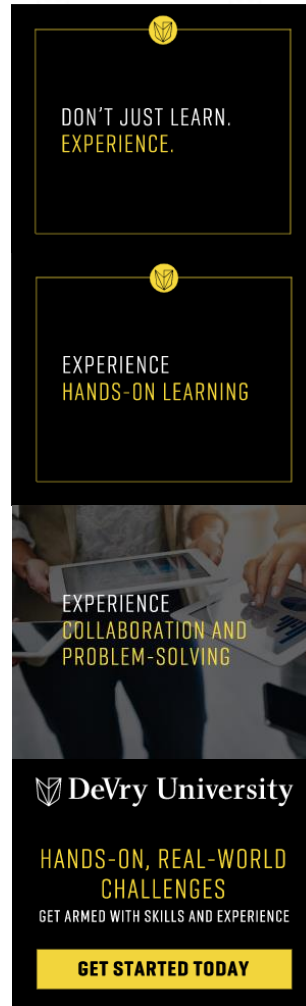 DON'T JUST LEARN.
EXPERIENCE.
EXPERIENCE
HANDS-ON LEARNING
EXPERIENCE
COLLABORATION AND
PROBLEM-SOLVING
DeVry University
HANDS-ON, REAL-WORLD
CHALLENGES
GET ARMED WITH SKILLS AND EXPERIENCE
GET STARTED TODAY